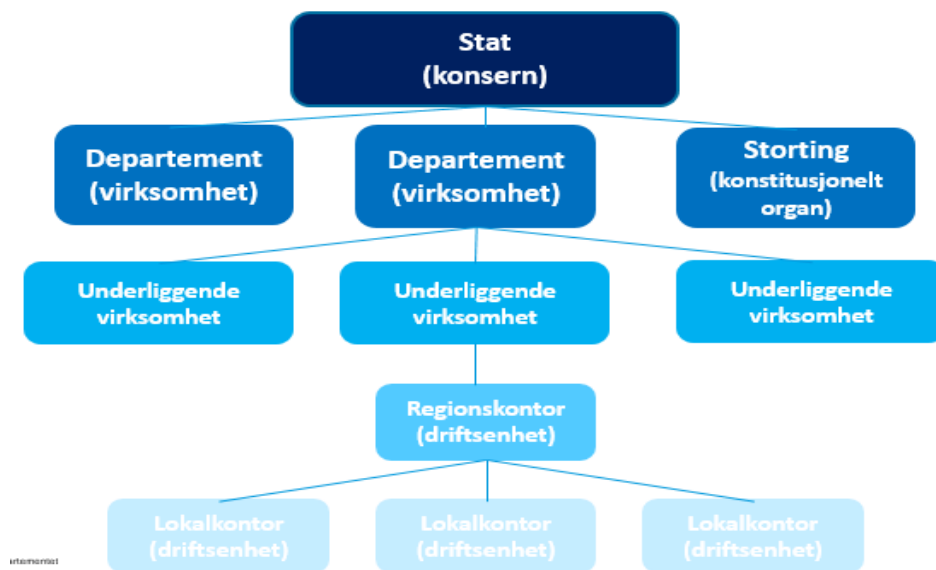 Stat
(konsern)
Departement
(virksomhet)
Departement
(virksomhet)
Storting
(konstitusjonelt
organ)
Underliggende
virksomhet
Underliggende
virksomhet
Underliggende
virksomhet
Regionskontor
(driftsenhet)
Lokalkontor
(driftsenhet)
Lokalkontor
(driftsenhet)
Lokalkontor
(driftsenhet)
artementet